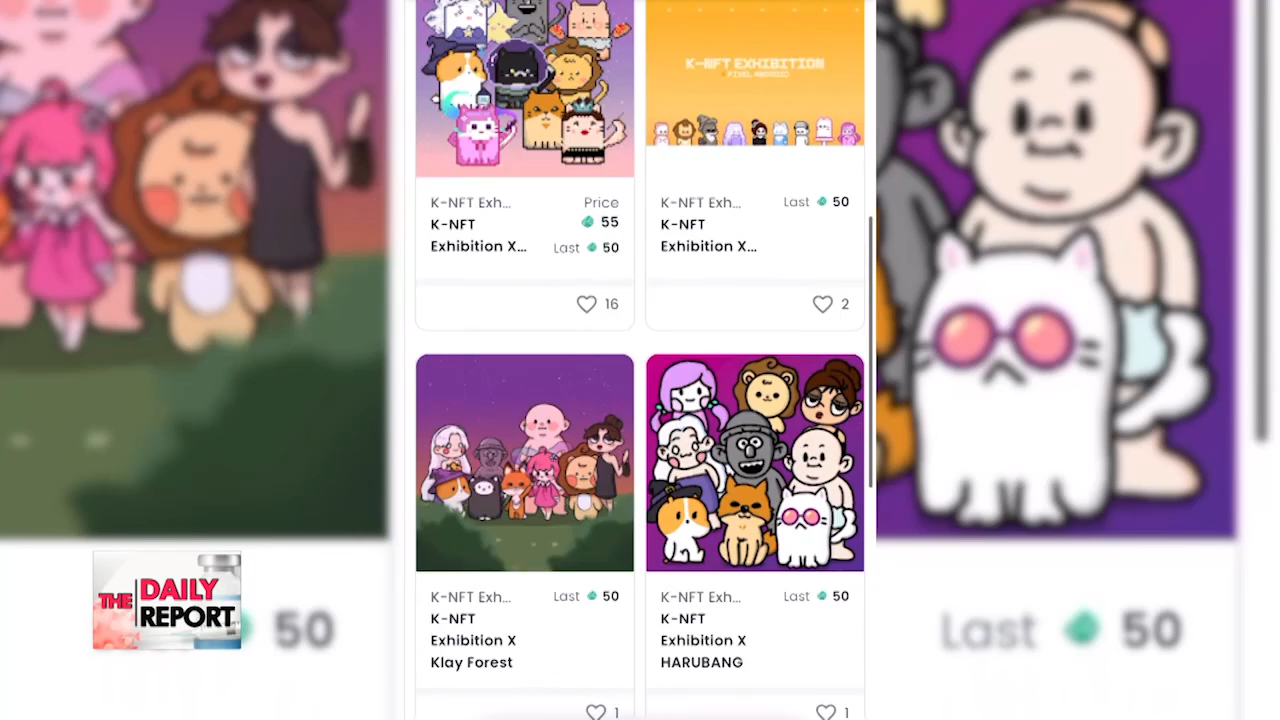 K-NFT EXHIBITION
K-NFT Exh...
Price
K-NFT
55
Exhibition X...
Last 50
16
K-NFT Exh...
Last 50
K-NFT
Exhibition X...
2
K-NFT Exh...
Last 50
K-NFT
Exhibition X
Klay Forest
1
K-NFT Exh...
Last 50
K-NFT
Exhibition X
HARUBANG
1
THE DAILY
REPORT
50
Last 50